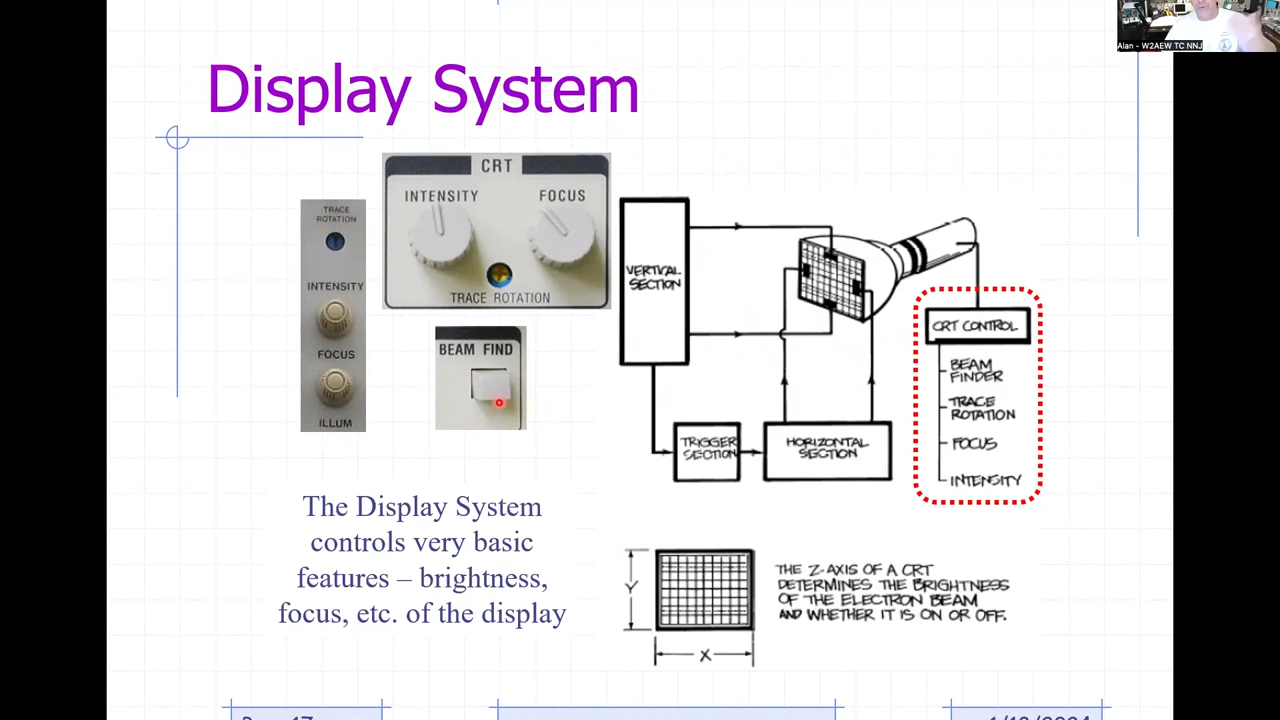 Alan - W2AEW TC NNJ
Display System
CRT
INTENSITY
FOCUS
TRACE ROTATION
TRACE
ROTATION
INTENSITY
FOCUS
ILLUM
BEAM FIND
VERTICAL
SECTION
TRIGGER
SECTION
HORIZONTAL
SECTION
CRT CONTROL
BEAM
FINDER
TRACE
ROTATION
FOCUS
INTENSITY
The Display System
controls very basic
features – brightness,
focus, etc. of the display
Y
X
THE Z-AXIS OF A CRT
DETERMINES THE BRIGHTNESS
OF THE ELECTRON BEAM
AND WHETHER IT IS ON OR OFF.